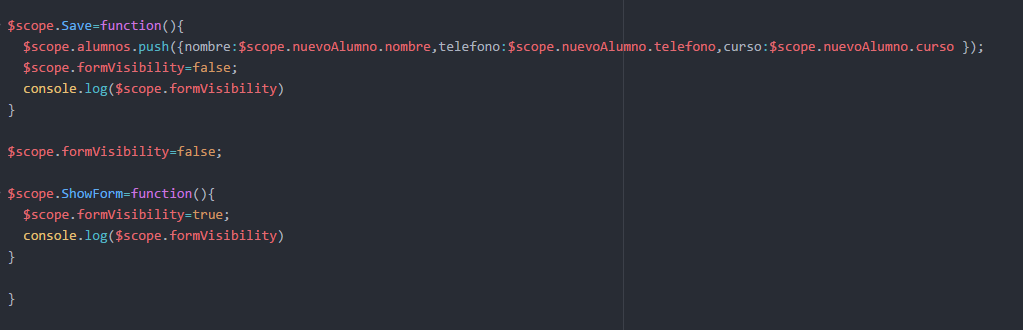 $scope.Save=function(){
$scope.alumnos.push({nombre:$scope.nuevoAlumno.nombre,telefono:$scope.nuevoAlumno.telefono,curso:$scope.nuevoAlumno.curso });
$scope.formVisibility=false;
console.log($scope.formVisibility)
}
$scope.formVisibility=false;
$scope.ShowForm=function(){
$scope.formVisibility=true;
console.log($scope.formVisibility)
}
}